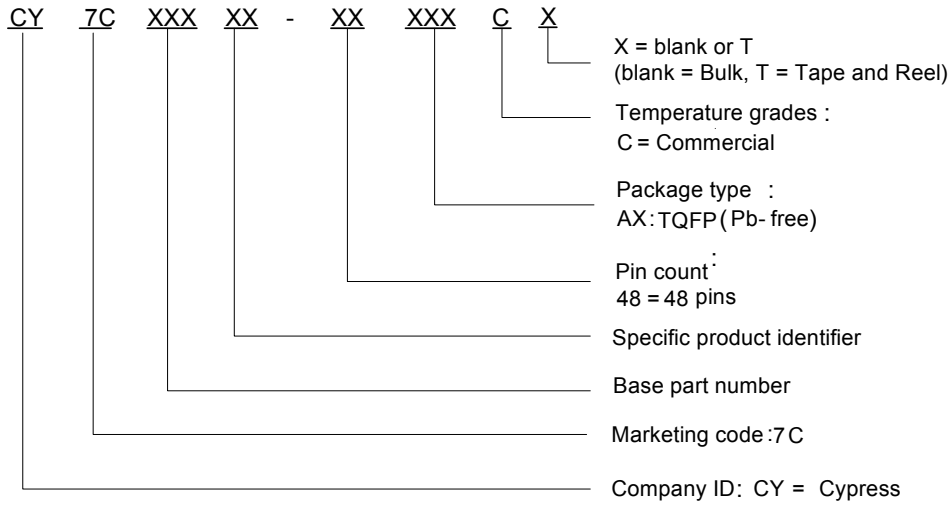 CY 7C XXX XX - XX XXX C X
X = blank or T
(blank = Bulk, T = Tape and Reel)
Temperature grades :
C = Commercial
Package type :
AX: TQFP (Pb- free)
Pin count :
48 = 48 pins
Specific product identifier
Base part number
Marketing code :7C
Company ID: CY = Cypress